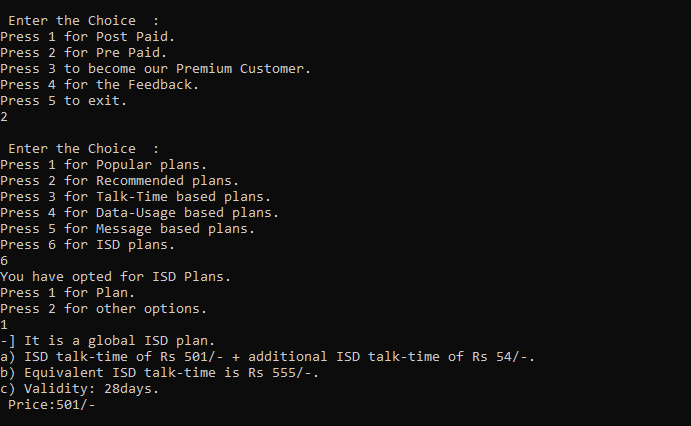 Enter the Choice  :
Press 1 for Post Paid.
Press 2 for Pre Paid.
Press 3 to become our Premium Customer.
Press 4 for the Feedback.
Press 5 to exit.
2
Enter the Choice  :
Press 1 for Popular plans.
Press 2 for Recommended plans.
Press 3 for Talk-Time based plans.
Press 4 for Data-Usage based plans.
Press 5 for Message based plans.
Press 6 for ISD plans.
6
You have opted for ISD Plans.
Press 1 for Plan.
Press 2 for other options.
1
-] It is a global ISD plan.
a) ISD talk-time of Rs 501/- + additional ISD talk-time of Rs 54/-.
b) Equivalent ISD talk-time is Rs 555/-.
c) Validity: 28days.
Price:501/-